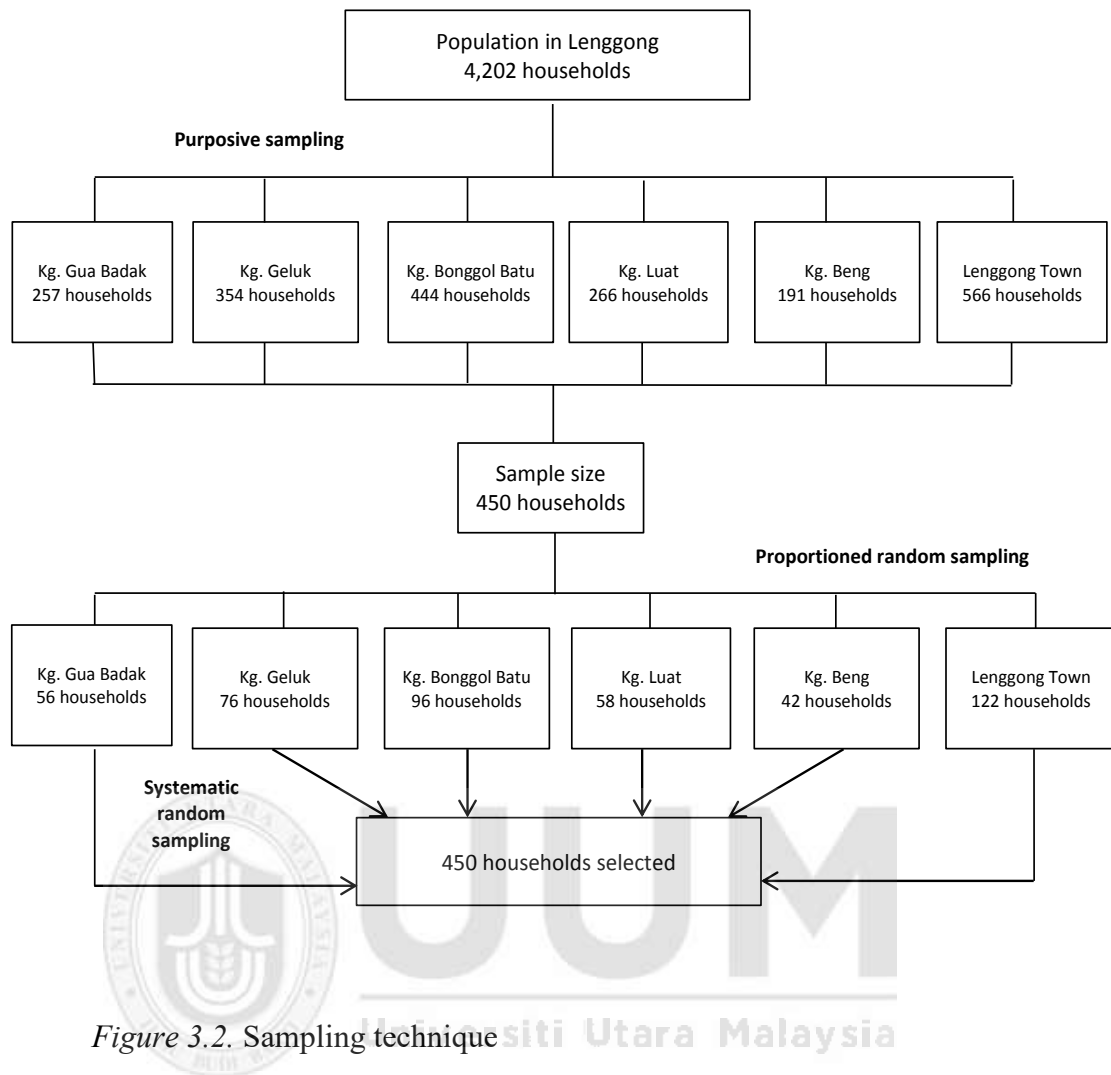 Population in Lenggong
4,202 households
Purposive sampling
Kg. Gua Badak
257 households
Kg. Geluk
354 households
Kg. Bonggol Batu
444 households
Kg. Luat
266 households
Kg. Beng
191 households
Lenggong Town
566 households
Sample size
450 households
Proportioned random sampling
Kg. Gua Badak
56 households
Kg. Geluk
76 households
Kg. Bonggol Batu
96 households
Kg. Luat
58 households
Kg. Beng
42 households
Lenggong Town
122 households
Systematic
random
sampling
450 households selected
UUM
Universiti Utara Malaysia
UNIVERSITI UTARA MALAYSIA
Figure 3.2. Sampling technique